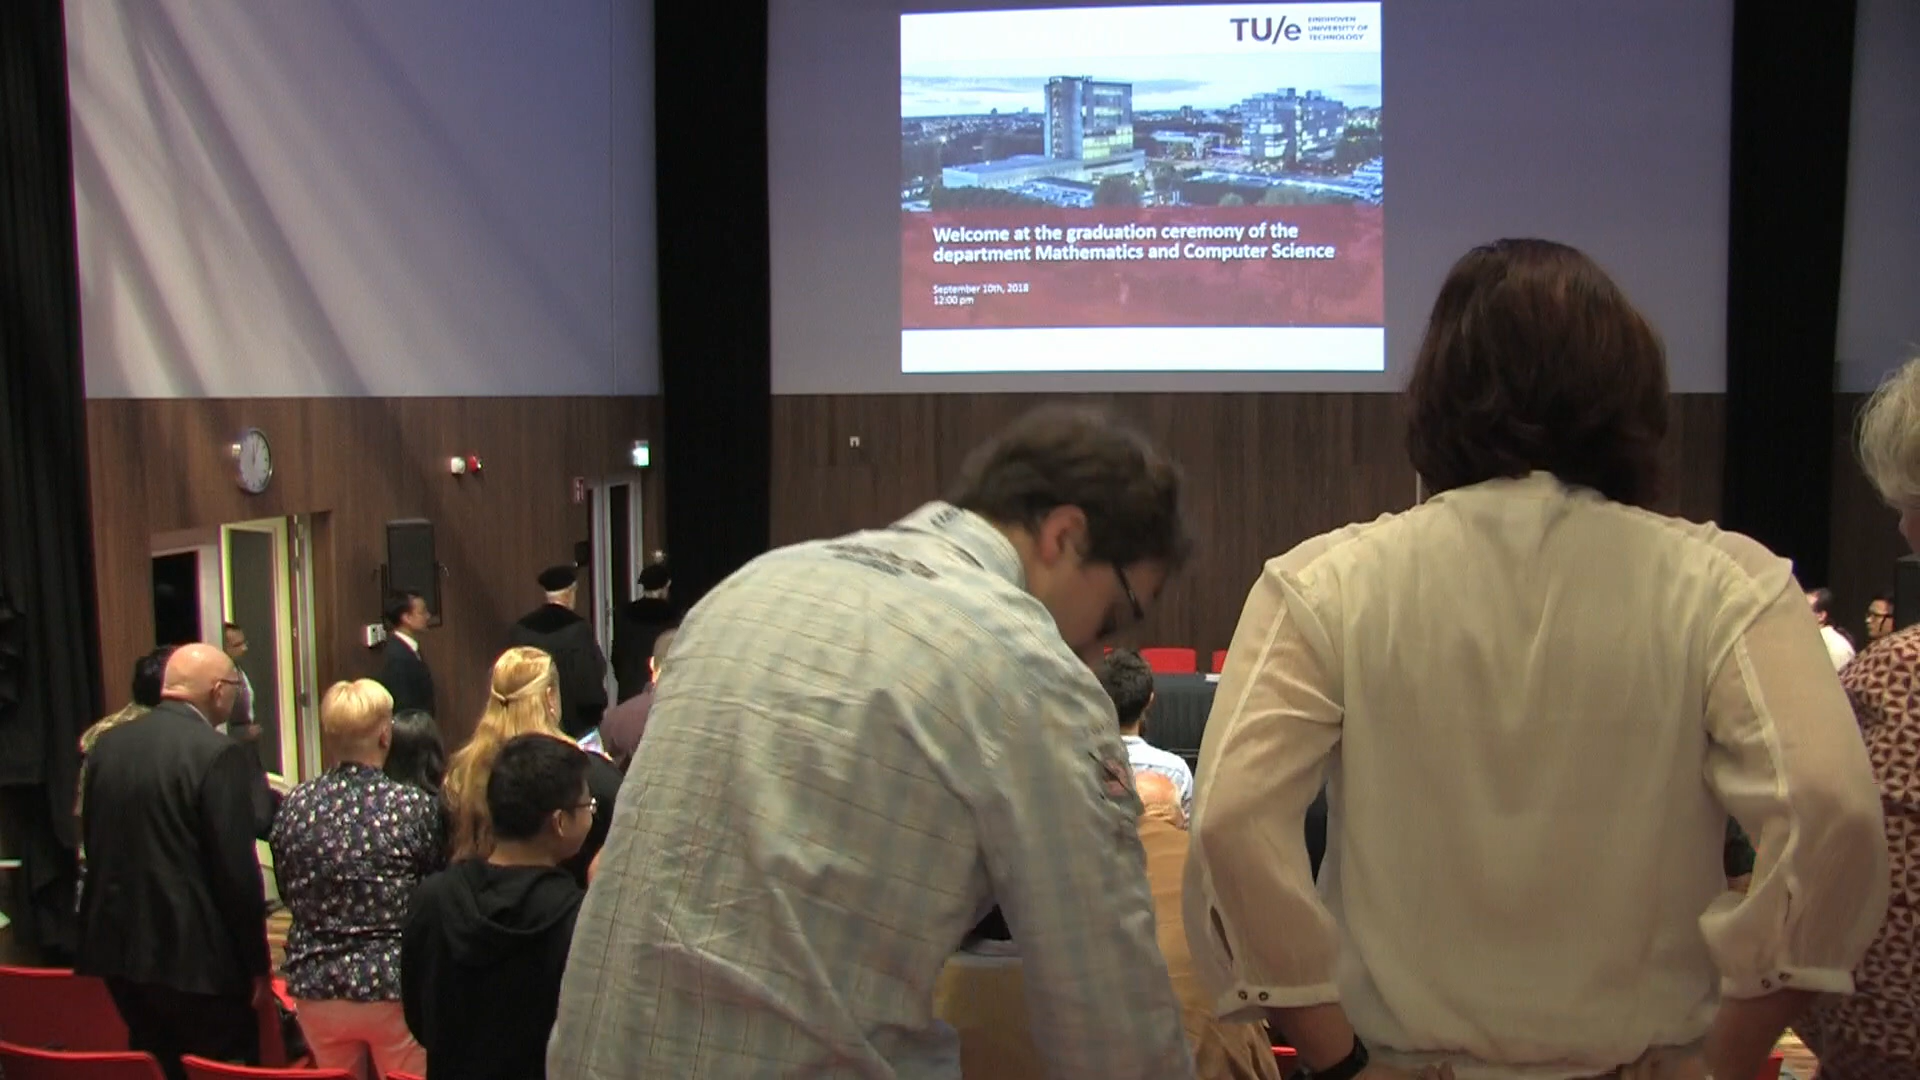 TU/e
EINDHOVEN
UNIVERSITY OF
TECHNOLOGY
Welcome at the graduation ceremony of the
department Mathematics and Computer Science
September 10th, 2018
12:00 pm